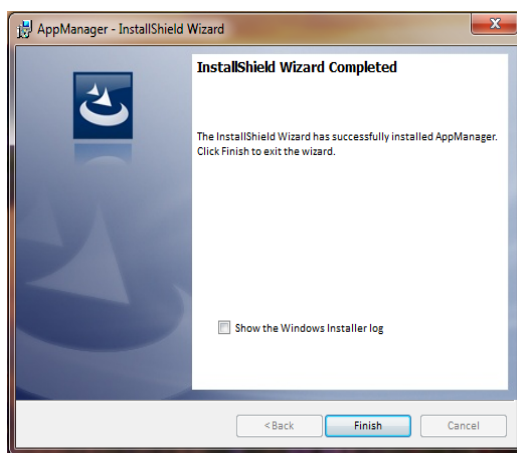 AppManager - InstallShield Wizard
InstallShield Wizard Completed
The InstallShield Wizard has successfully installed AppManager.
Click Finish to exit the wizard.
Show the Windows Installer log
< Back
Finish
Cancel